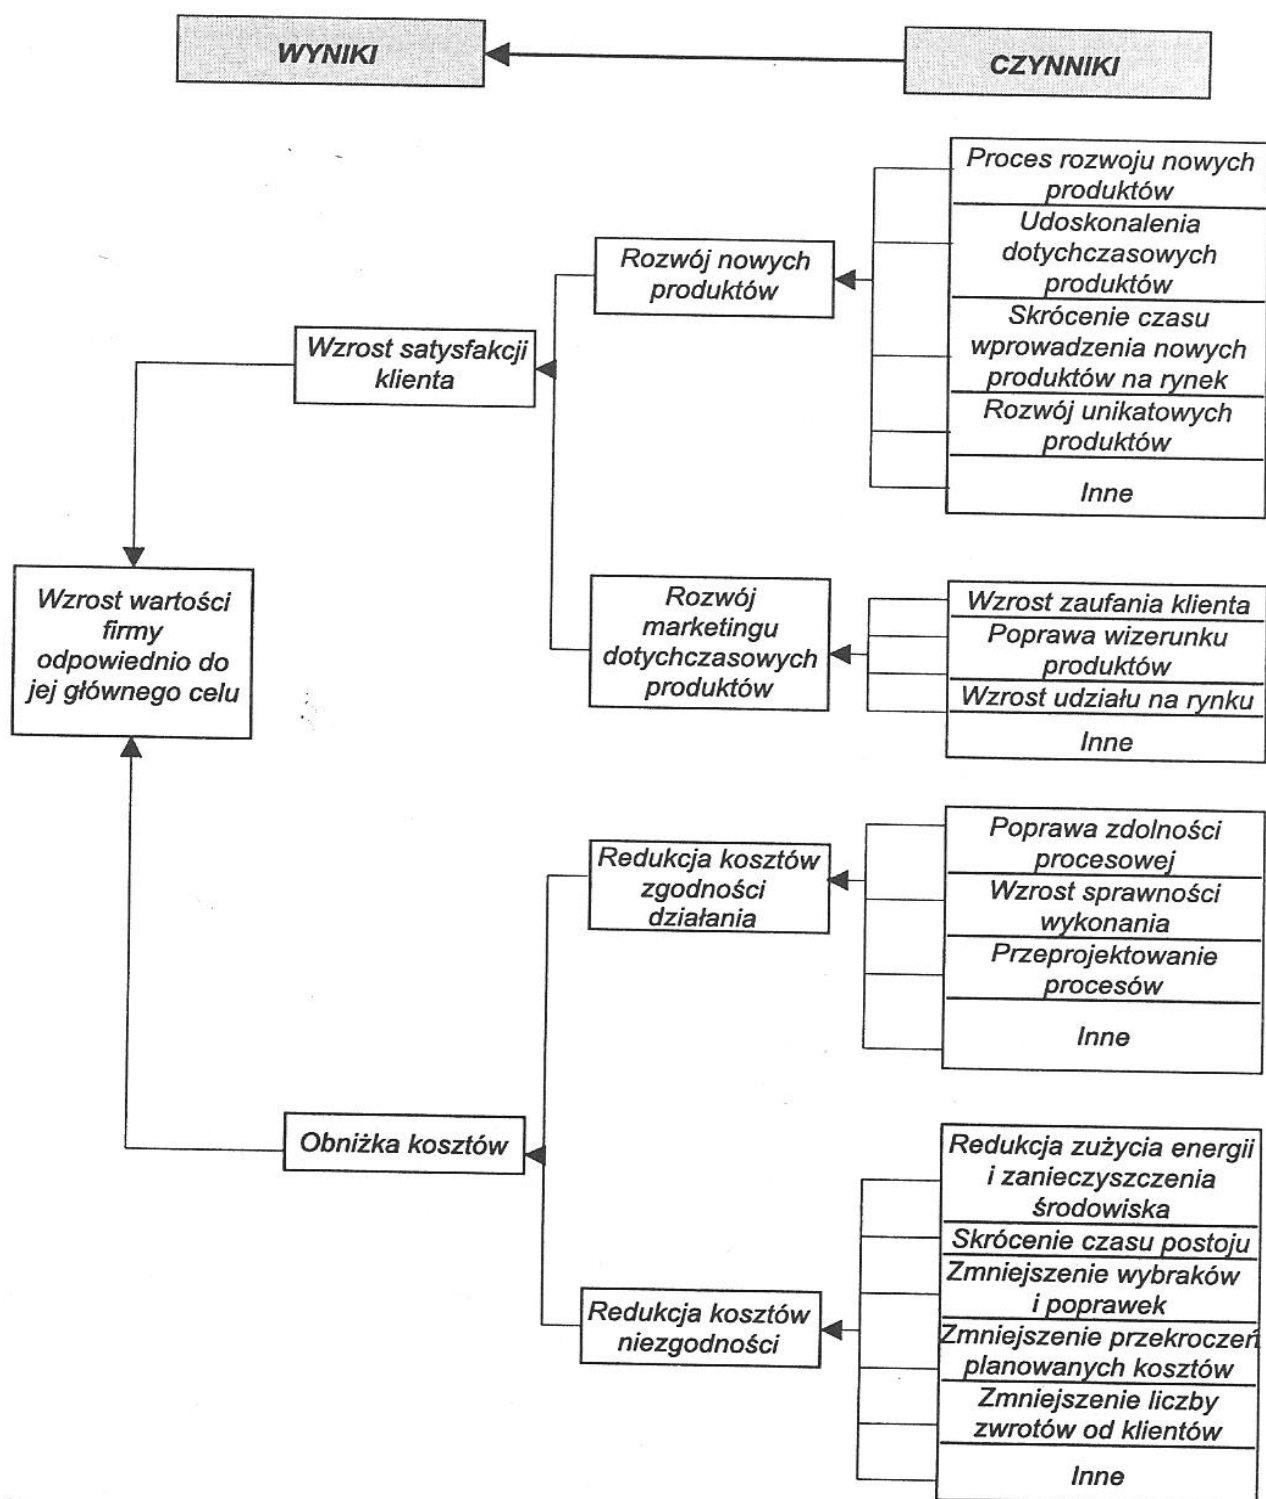 WYNIKI
CZYNNIKI
Proces rozwoju nowych
produktów
Udoskonalenia
dotychczasowych
produktów
Skrócenie czasu
wprowadzenia nowych
produktów na rynek
Rozwój unikatowych
produktów
Inne
Rozwój nowych
produktów
Wzrost satysfakcji
klienta
Wzrost wartości
firmy
odpowiednio do
jej głównego celu
Rozwój
marketingu
dotychczasowych
produktów
Wzrost zaufania klienta
Poprawa wizerunku
produktów
Wzrost udziału na rynku
Inne
Redukcja kosztów
zgodności
działania
Poprawa zdolności
procesowej
Wzrost sprawności
wykonania
Przeprojektowanie
procesów
Inne
Obniżka kosztów
Redukcja kosztów
niezgodności
Redukcja zużycia energii
i zanieczyszczenia
środowiska
Skrócenie czasu postoju
Zmniejszenie wybraków
i poprawek
Zmniejszenie przekroczeń
planowanych kosztów
Zmniejszenie liczby
zwrotów od klientów
Inne